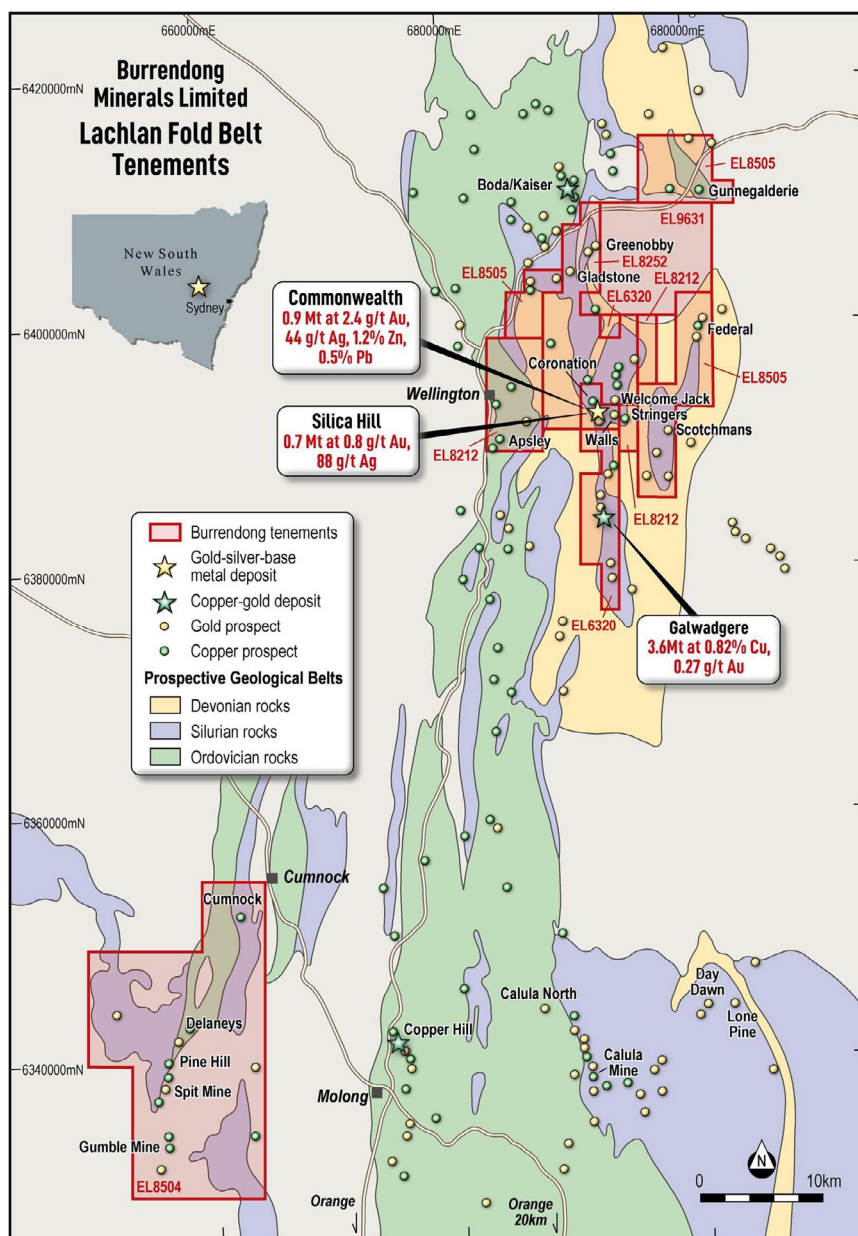 660000mE
680000mE
680000mE
6420000mN
6400000mN
6380000mN
6360000mN
6340000mN
Burrendong
Minerals Limited
Lachlan Fold Belt
Tenements
New South
Wales
Sydney
Boda/Kaiser
EL8505
Gunnegalderie
EL9631
Greenobby
EL8252
Gladstone
EL8212
EL8505
EL6320
Federal
Commonwealth
0.9 Mt at 2.4 g/t Au,
44 g/t Ag, 1.2% Zn,
0.5% Pb
Coronation
EL8505
Wellington
Welcome Jack
Stringers
Silica Hill
0.7 Mt at 0.8 g/t Au,
88 g/t Ag
Walls
Scotchmans
Apsley
EL8212
EL8212
Burrendong tenements
Gold-silver-base
metal deposit
Copper-gold deposit
Gold prospect
Copper prospect
Prospective Geological Belts
Devonian rocks
Silurian rocks
Ordovician rocks
EL6320
Galwadgere
3.6Mt at 0.82% Cu,
0.27 g/t Au
Cumnock
Cumnock
Delaneys
Pine Hill
Spit Mine
Gumble Mine
EL8504
Copper Hill
Molong
Calula North
Calula
Mine
Day
Dawn
Lone
Pine
Orange
Orange
20km
N
0
10km